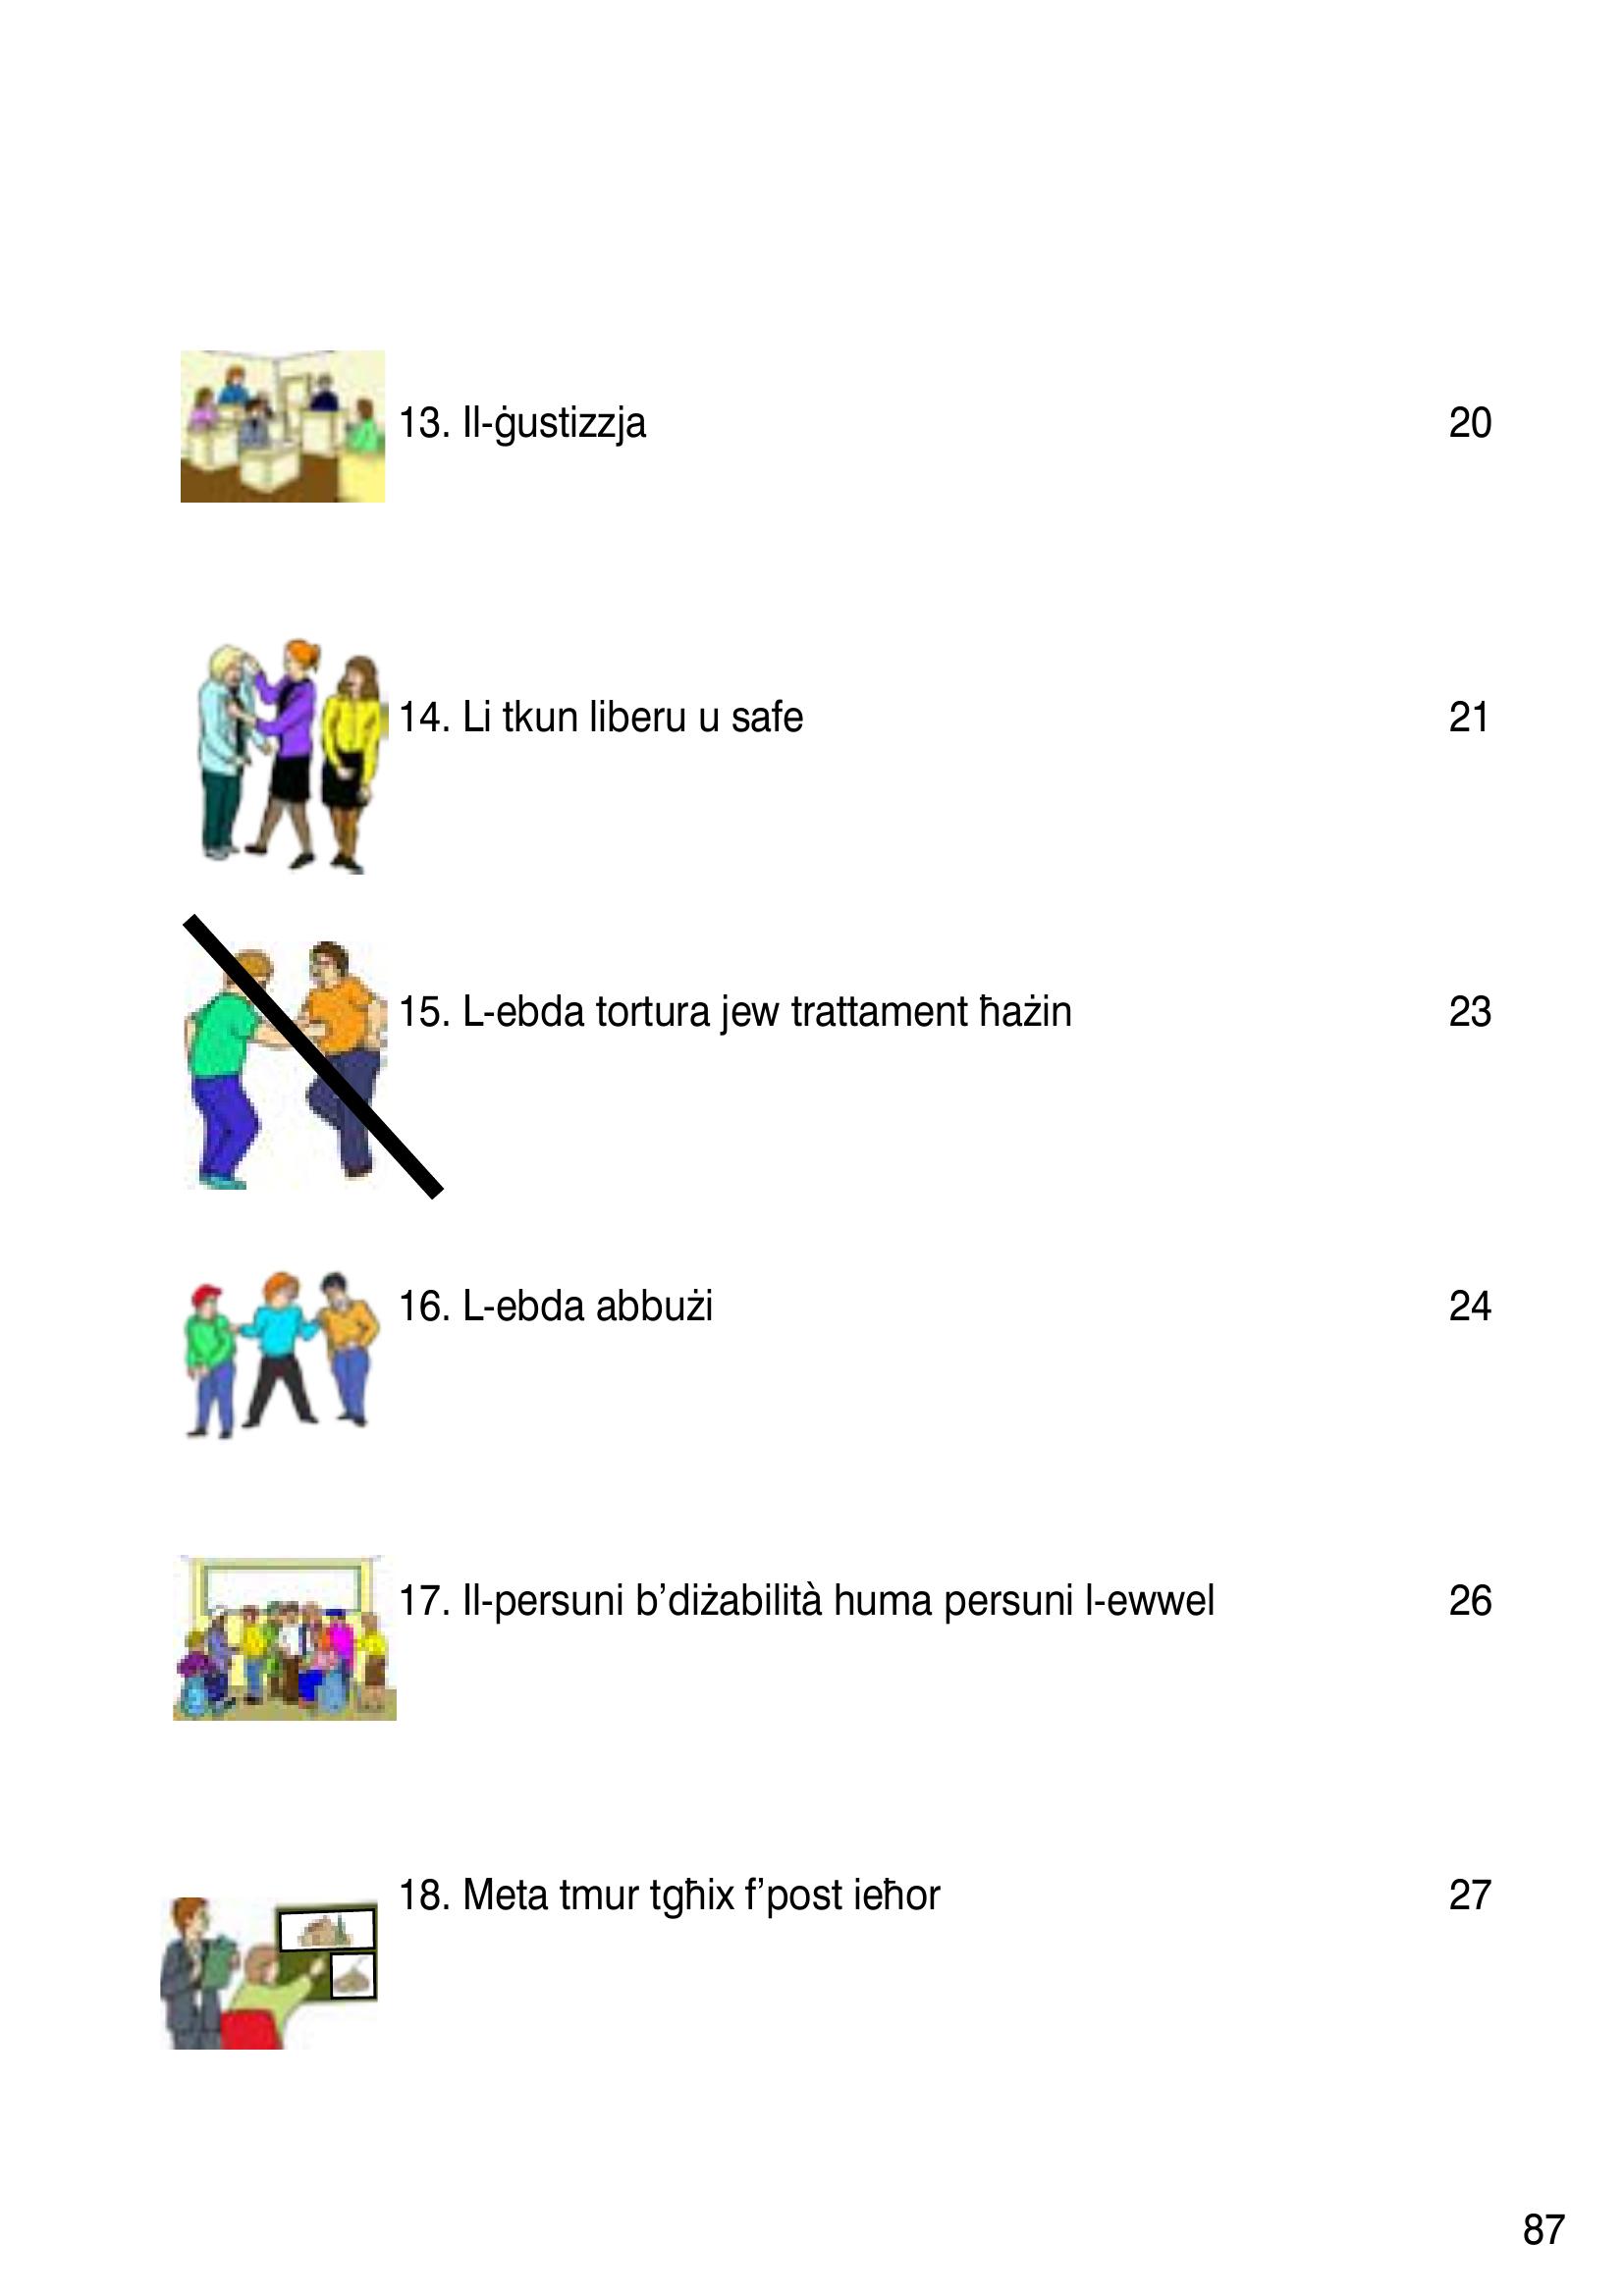 13. Il-ġustizzja 20
14. Li tkun liberu u safe 21
15. L-ebda tortura jew trattament ħażin 23
16. L-ebda abbużi 24
17. Il-persuni b’diżabilità huma persuni l-ewwel 26
18. Meta tmur tgħix f’post ieħor 27
87